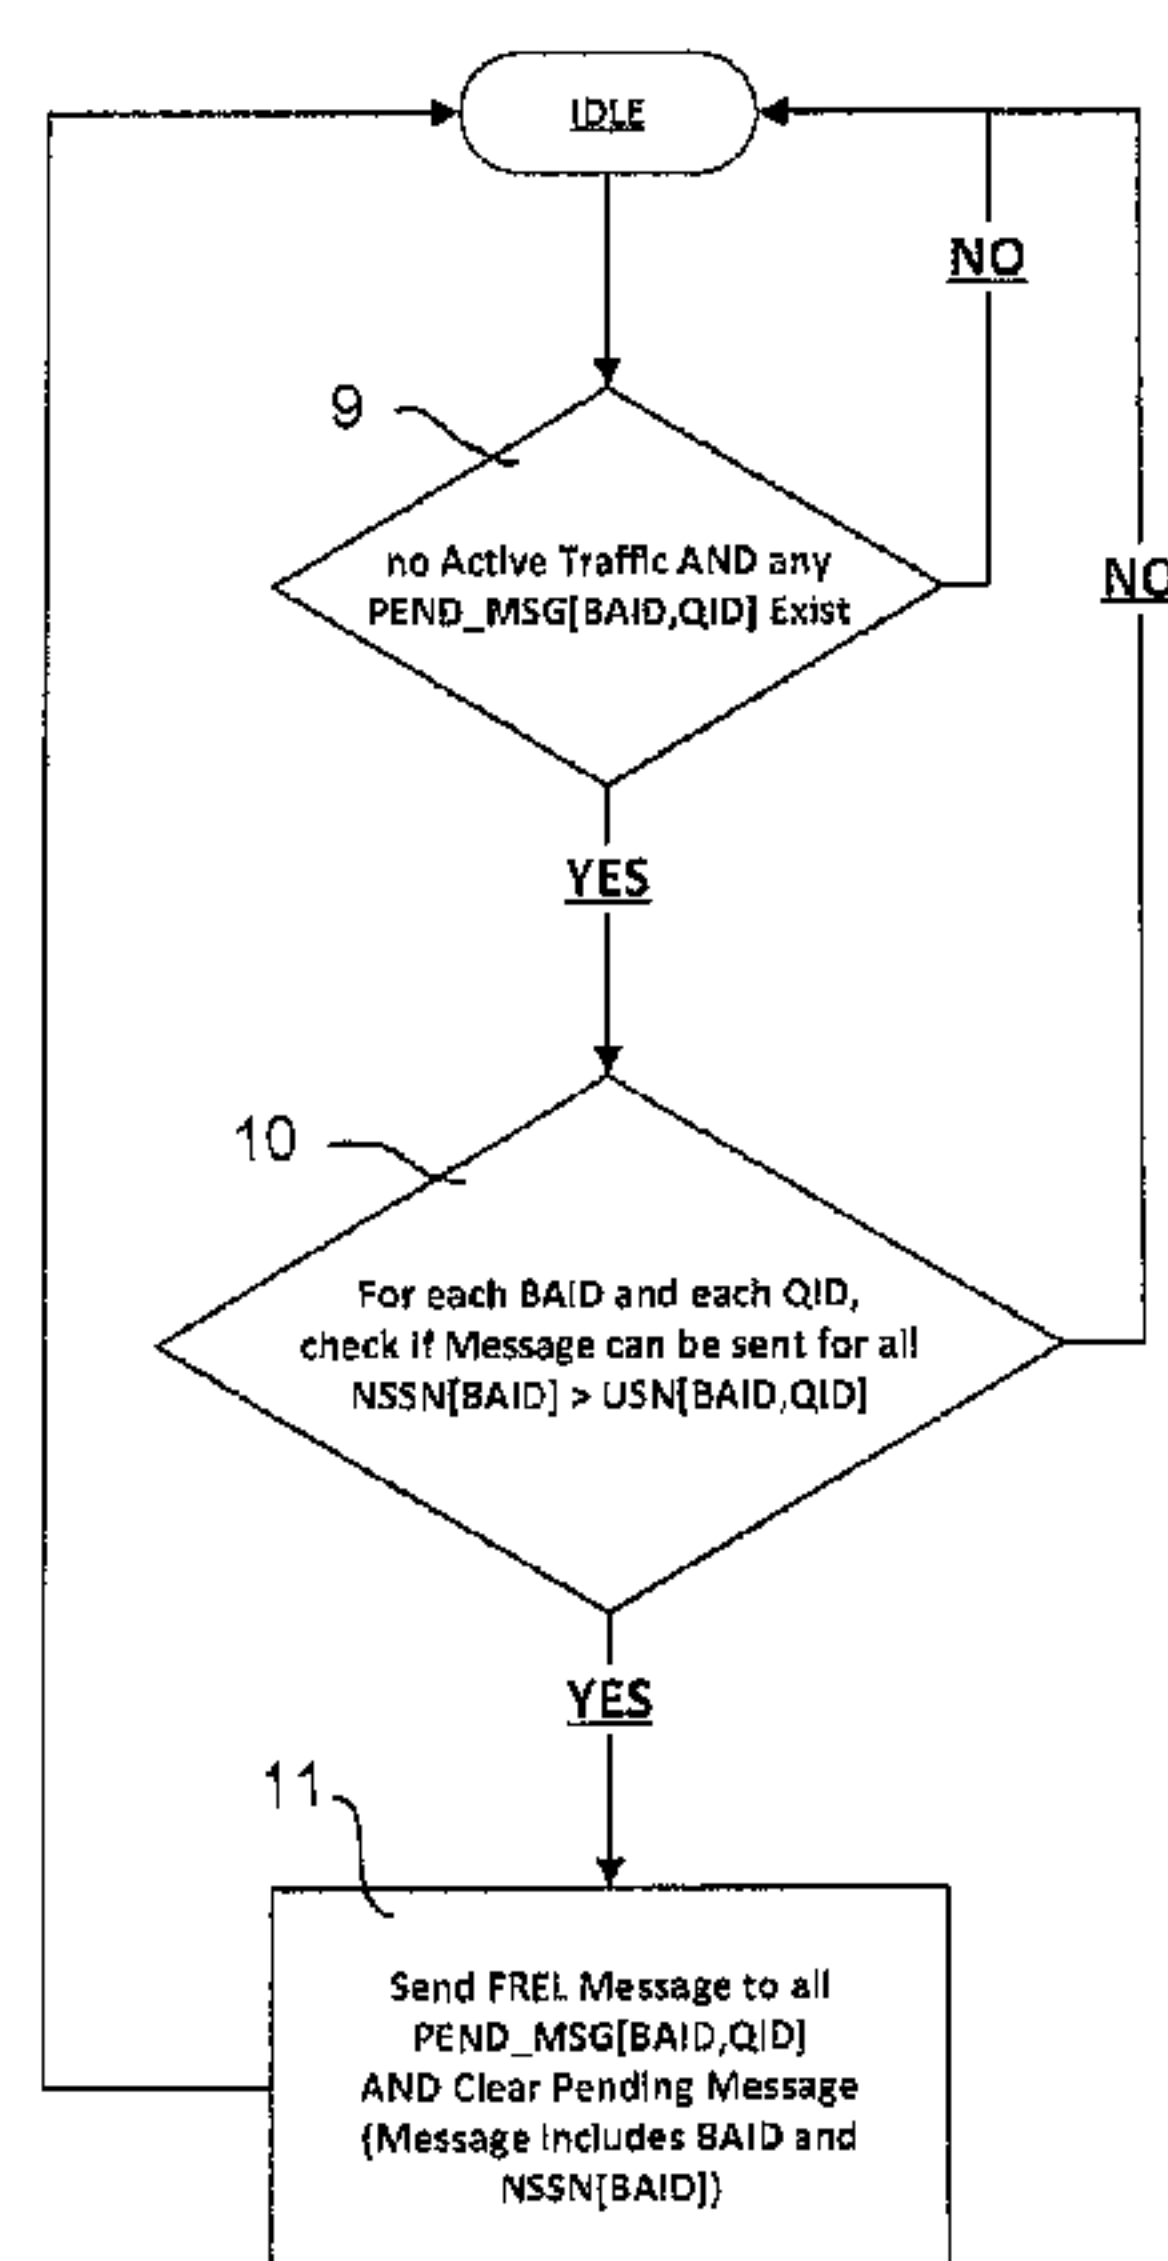 IDLE
NO
9
no Active Traffic AND any
PEND_MSG[BAID,QID] Exist
NO
YES
10
For each BAID and each QID,
check if Message can be sent for all
NSSN[BAID] > USN[BAID,QID]
YES
11
Send FREL Message to all
PEND_MSG[BAID,QID]
AND Clear Pending Message
(Message Includes BAID and
NSSN[BAID])